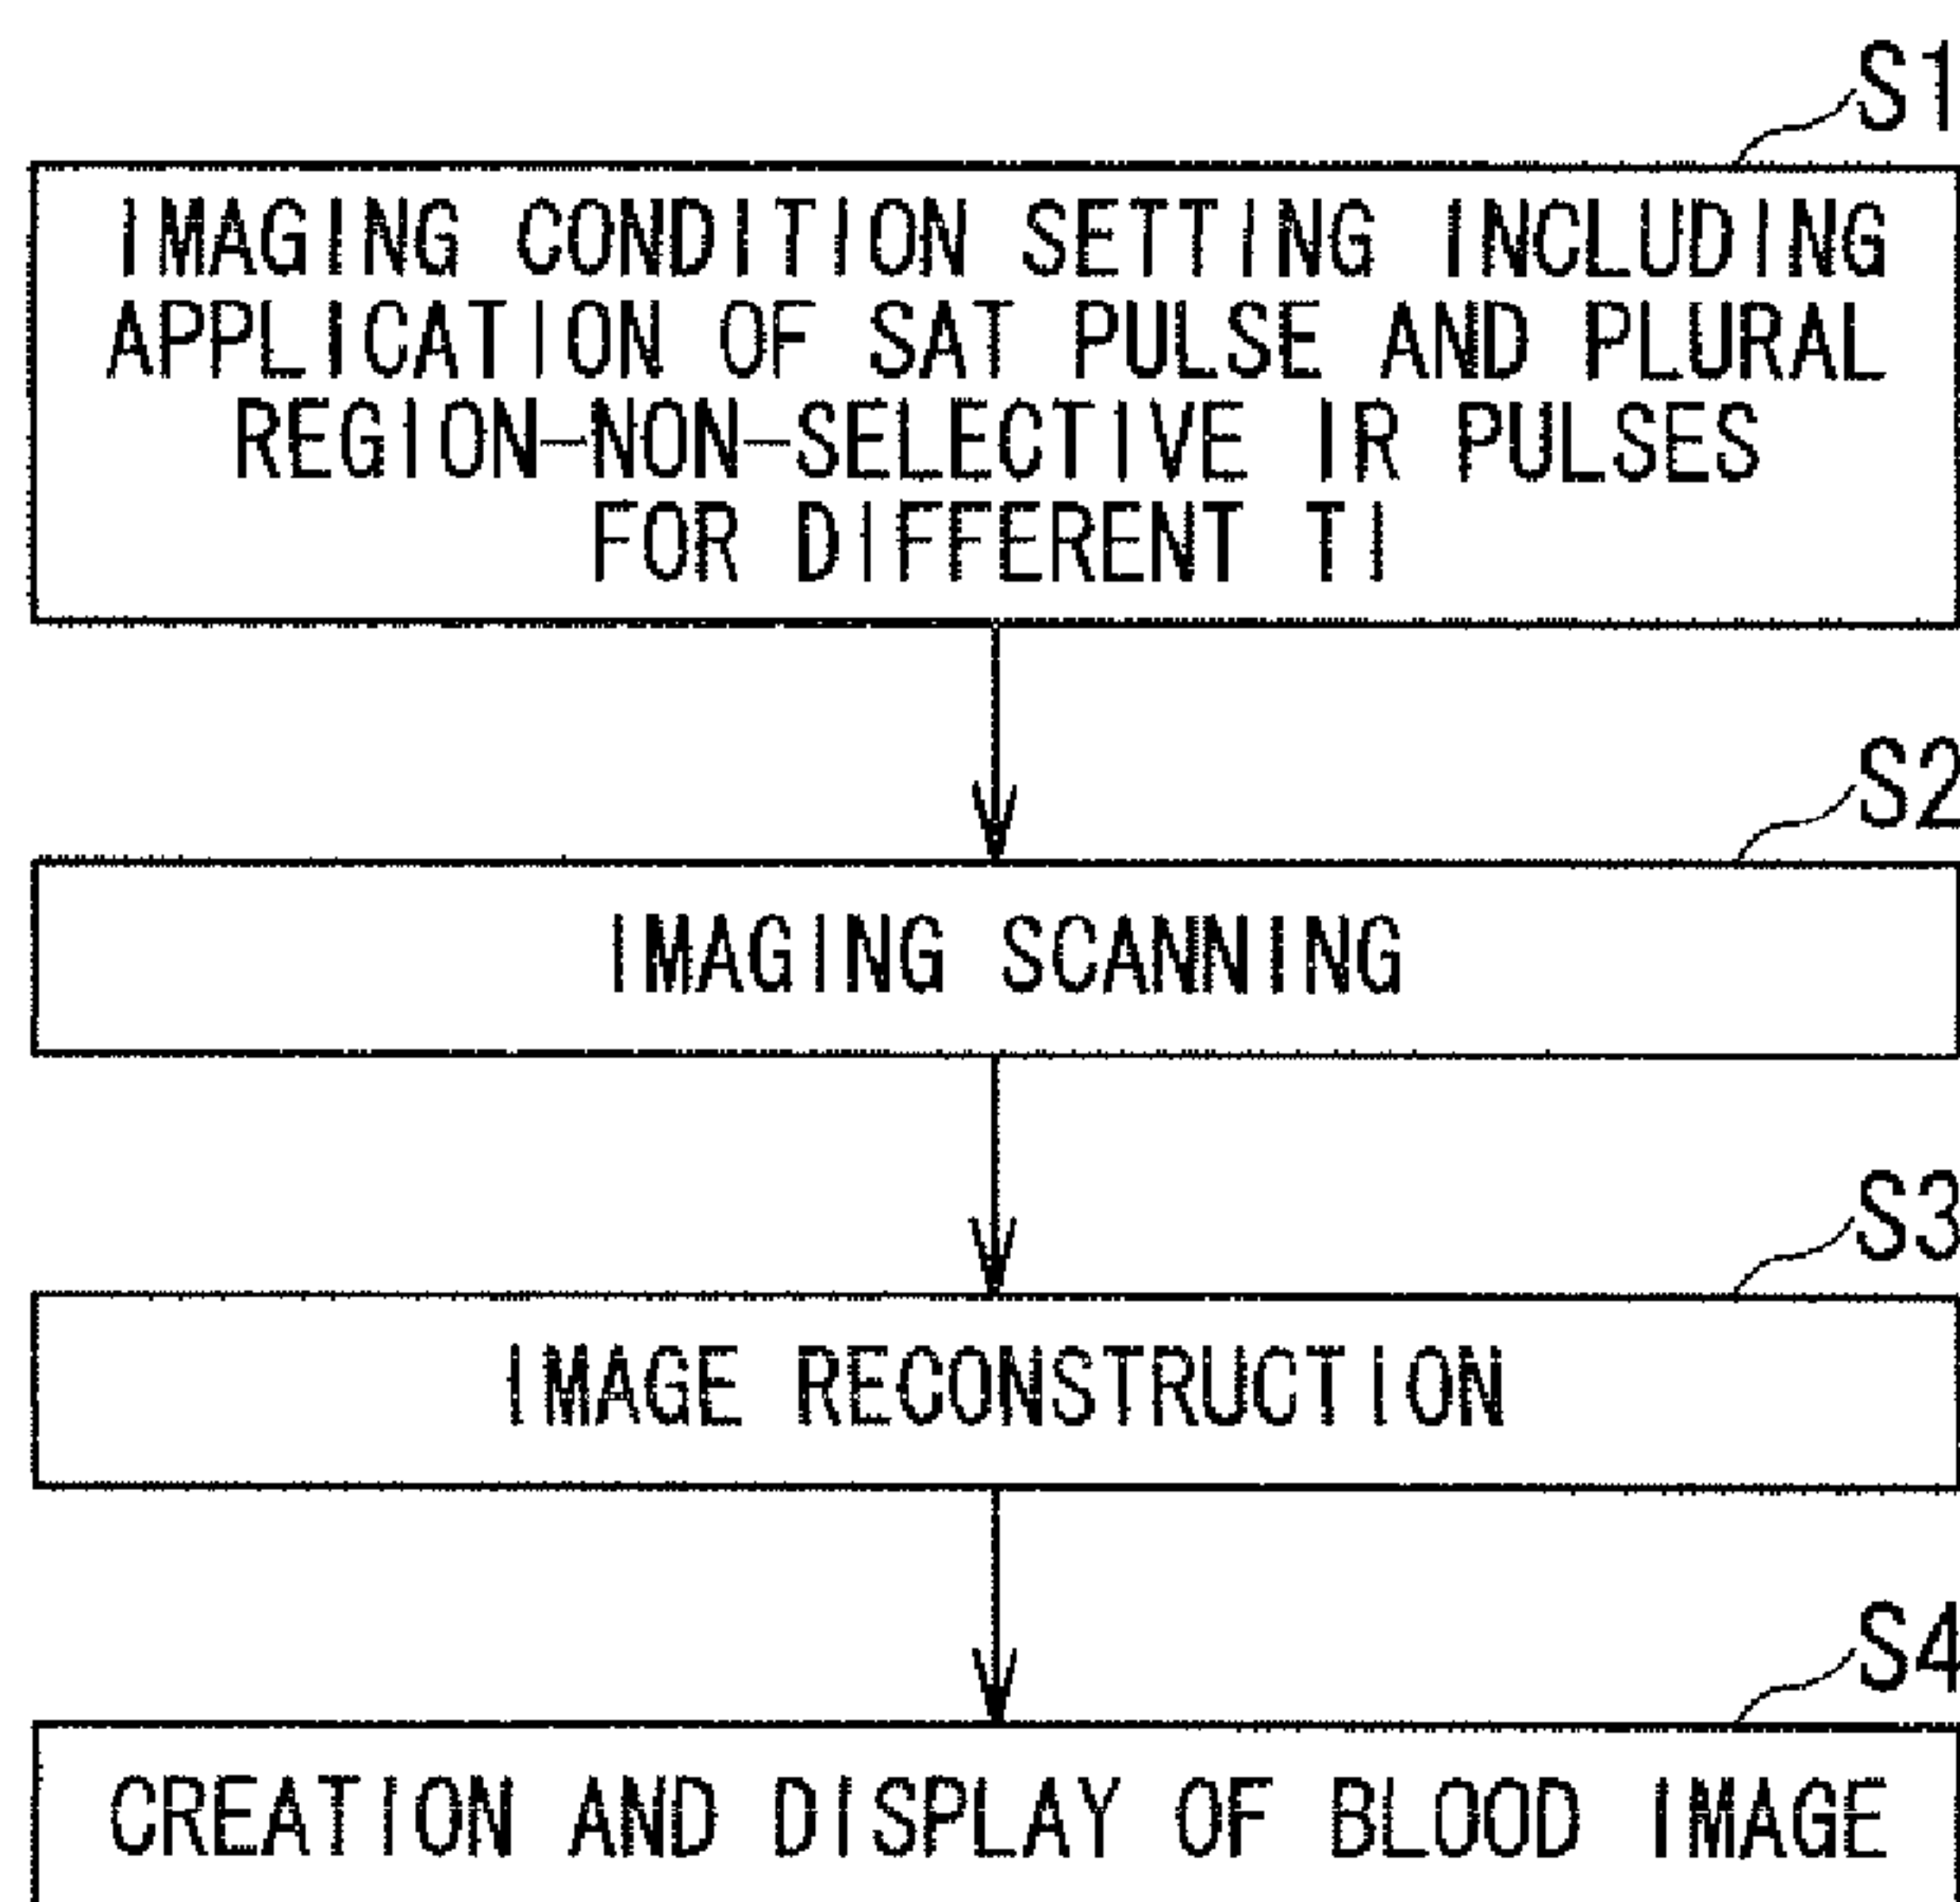 S1
IMAGING CONDITION SETTING INCLUDING
APPLICATION OF SAT PULSE AND PLURAL
REGION-NON-SELECTIVE IR PULSES
FOR DIFFERENT TI
S2
IMAGING SCANNING
S3
IMAGE RECONSTRUCTION
S4
CREATION AND DISPLAY OF BLOOD IMAGE